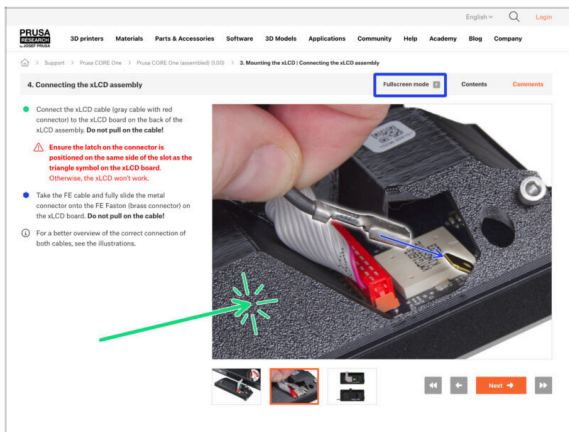 English
Login
PRUSA
RESEARCH
by JOSEF PRUSA
3D printers Materials Parts & Accessories Software 3D Models Applications Community Help Academy Blog Company
Support > Prusa CORE One > Prusa CORE One (assembled) (1.00) > 3. Mounting the xLCD | Connecting the xLCD assembly
4. Connecting the xLCD assembly
Fullscreen mode F Contents Comments
Connect the xLCD cable (gray cable with red
connector) to the xLCD board on the back of the
xLCD assembly. Do not pull on the cable!
Ensure the latch on the connector is
positioned on the same side of the slot as the
triangle symbol on the xLCD board.
Otherwise, the xLCD won't work.
Take the FE cable and fully slide the metal
connector onto the FE Faston (brass connector) on
the xLCD board. Do not pull on the cable!
For a better overview of the correct connection of
both cables, see the illustrations.
Next